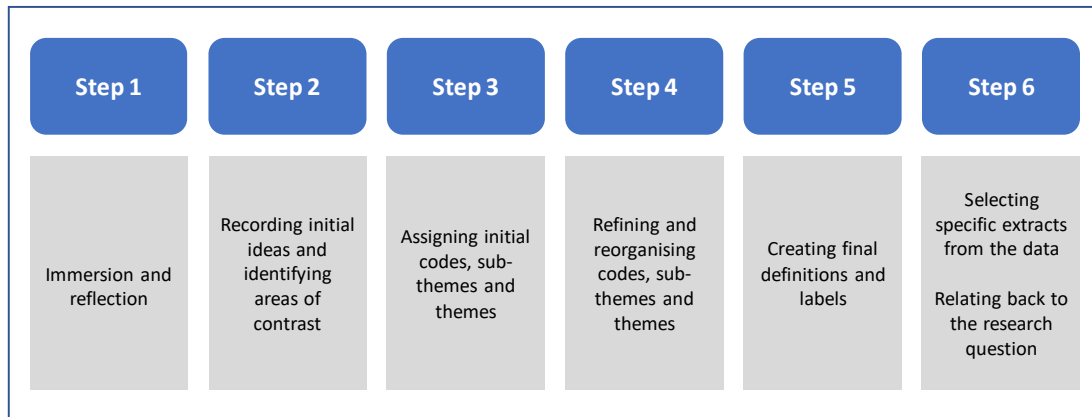 Step 1
Step 2
Step 3
Step 4
Step 5
Step 6
Immersion and
reflection
Recording initial
ideas and
identifying
areas of
contrast
Assigning initial
codes, sub-
themes and
themes
Refining and
reorganising
codes, sub-
themes and
themes
Creating final
definitions and
labels
Selecting
specific extracts
from the data
Relating back to
the research
question